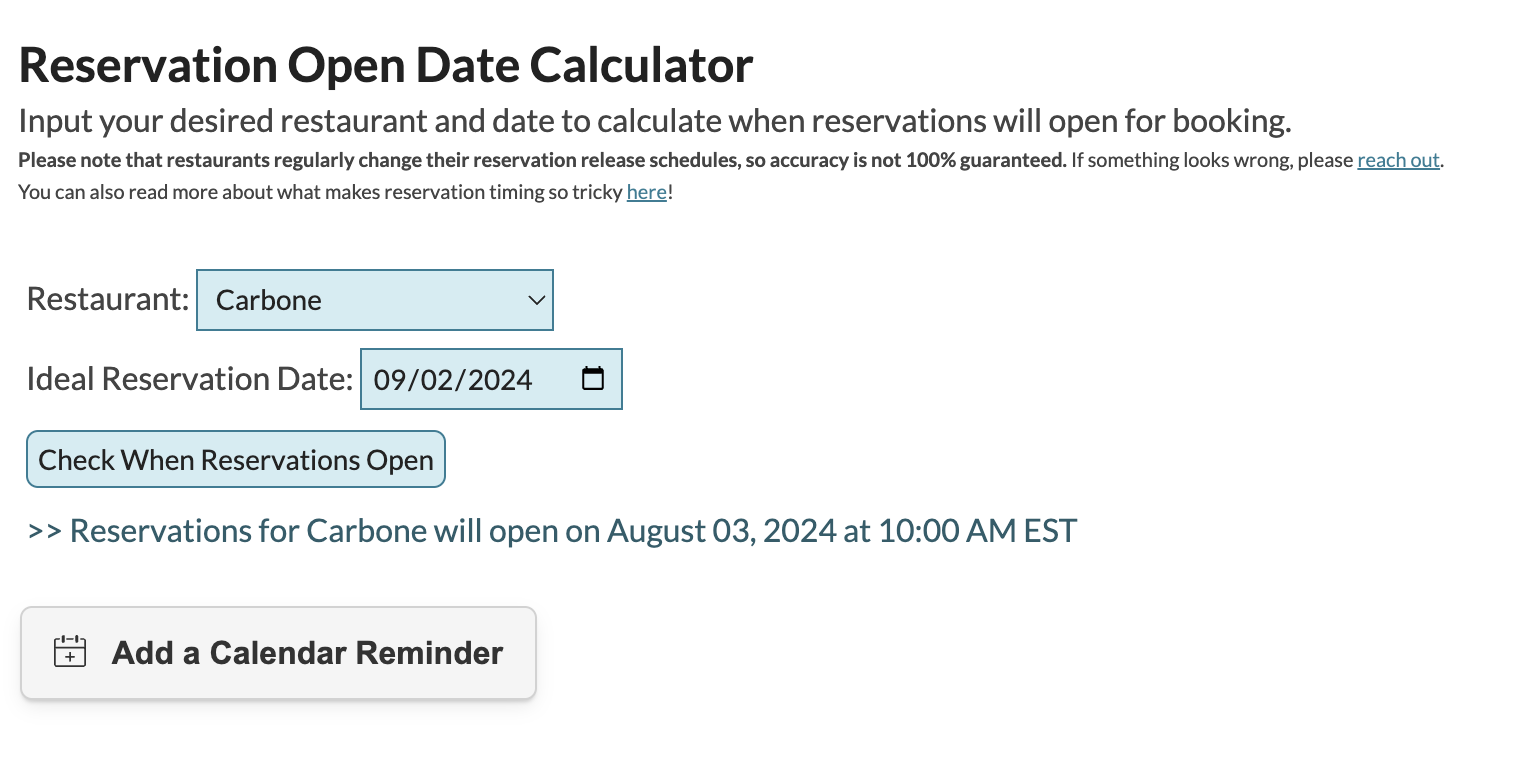 Reservation Open Date Calculator
Input your desired restaurant and date to calculate when reservations will open for booking.
Please note that restaurants regularly change their reservation release schedules, so accuracy is not 100% guaranteed. If something looks wrong, please reach out.
You can also read more about what makes reservation timing so tricky here!
Restaurant: Carbone
Ideal Reservation Date: 09/02/2024
Check When Reservations Open
>> Reservations for Carbone will open on August 03, 2024 at 10:00 AM EST
Add a Calendar Reminder